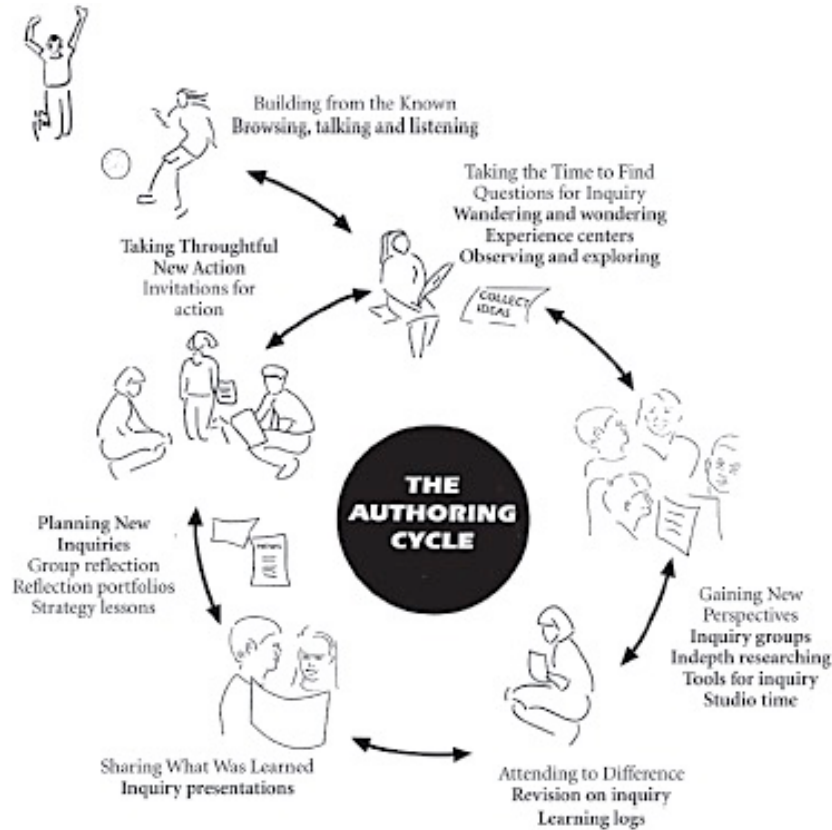 Building from the Known
Browsing, talking and listening
Taking the Time to Find
Questions for Inquiry
Wandering and wondering
Experience centers
Observing and exploring
COLLECT
IDEAS
Taking Throughtful
New Action
Invitations for
action
THE
AUTHORING
CYCLE
Planning New
Inquiries
Group reflection
Reflection portfolios
Strategy lessons
Gaining New
Perspectives
Inquiry groups
Indepth researching
Tools for inquiry
Studio time
Sharing What Was Learned
Inquiry presentations
Attending to Difference
Revision on inquiry
Learning logs